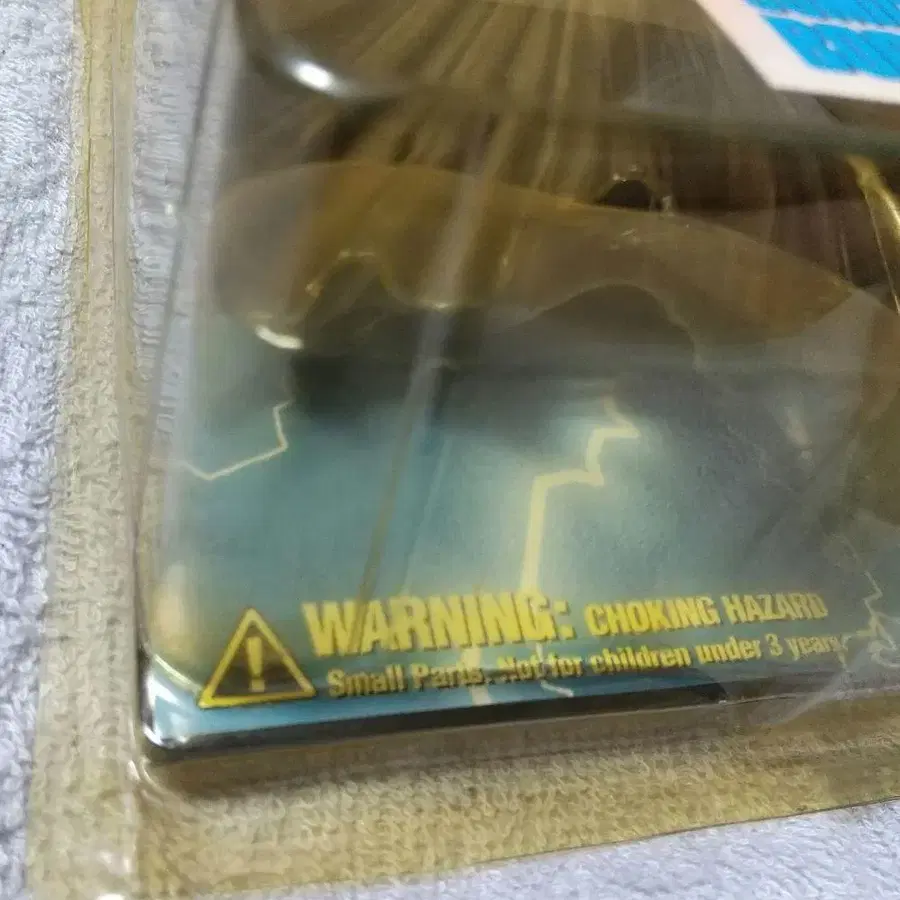 WARNING: CHOKING HAZARD
Small Parts. Not for children under 3 years